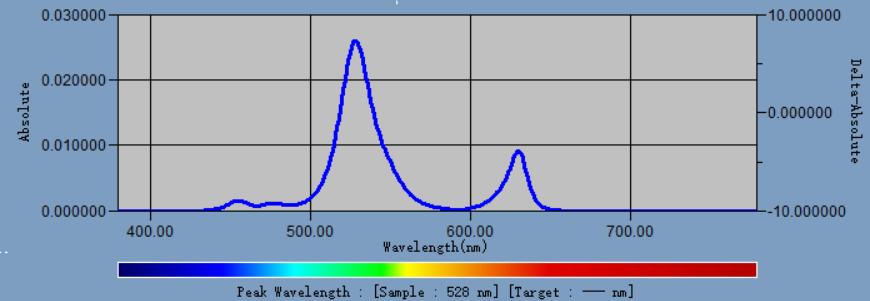 0.030000
0.020000
0.010000
0.000000
Absolute
10.000000
0.000000
-10.000000
Delta-Absolute
400.00 500.00 600.00 700.00
Wavelength(nm)
Peak Wavelength : [Sample : 528 nm] [Target : —— nm]